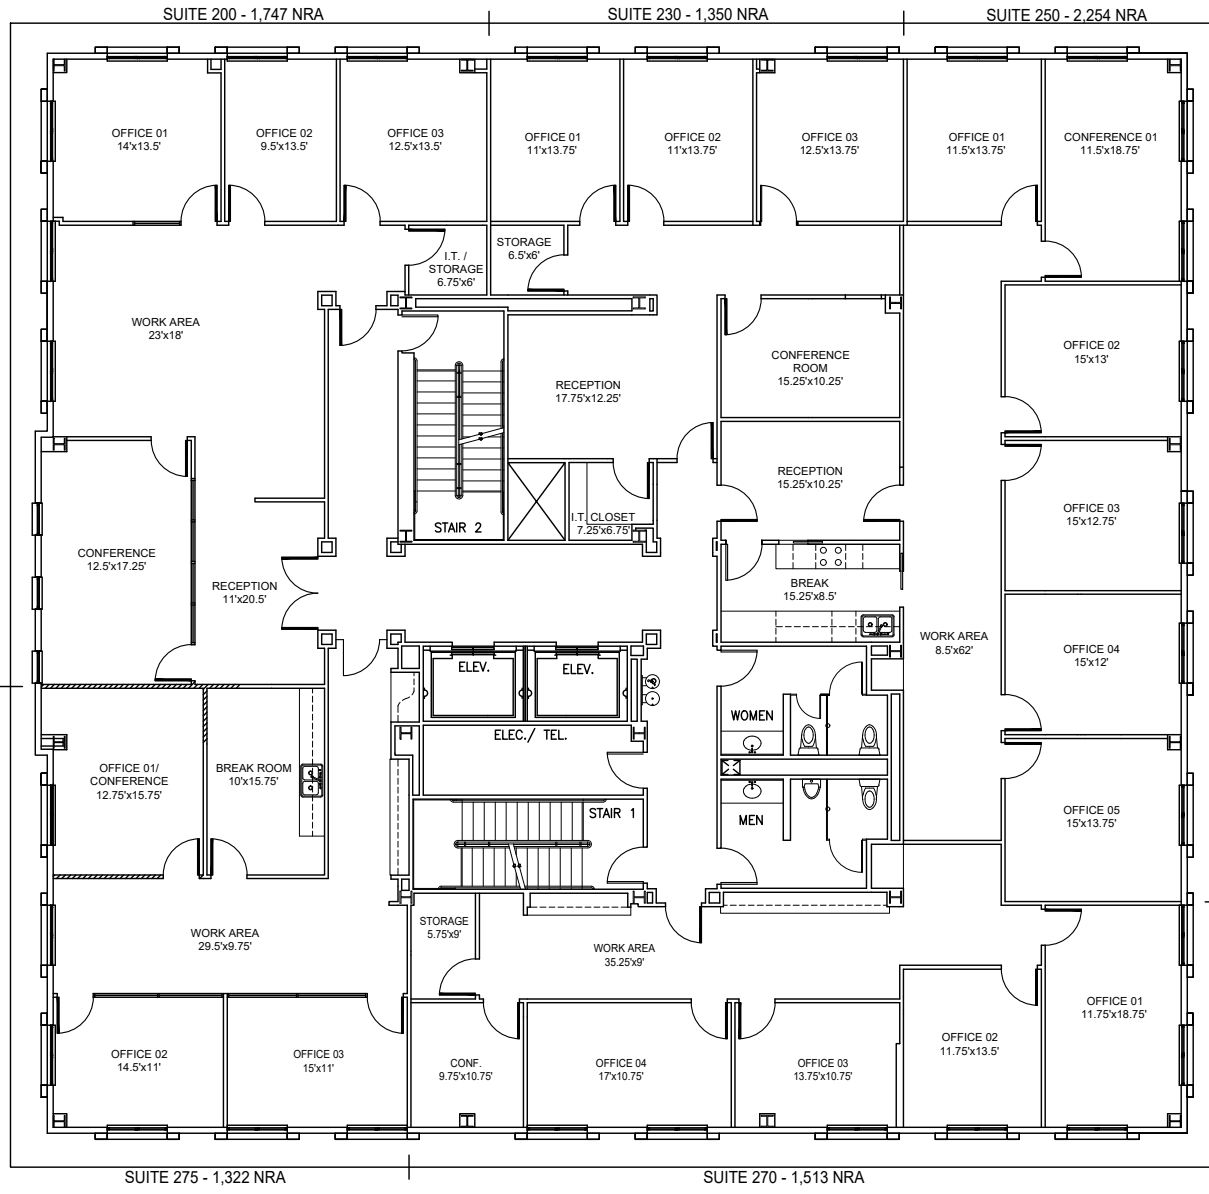 SUITE 200 - 1,747 NRA
SUITE 230 - 1,350 NRA
SUITE 250 - 2,254 NRA
OFFICE 01
14'x13.5'
OFFICE 02
9.5'x13.5'
OFFICE 03
12.5'x13.5'
OFFICE 01
11'x13.75'
OFFICE 02
11'x13.75'
OFFICE 03
12.5'x13.75'
OFFICE 01
11.5'x13.75'
CONFERENCE 01
11.5'x18.75'
I.T. /
STORAGE
6.75'x6'
STORAGE
6.5'x6'
WORK AREA
23'x18'
RECEPTION
17.75'x12.25'
CONFERENCE
ROOM
15.25'x10.25'
OFFICE 02
15'x13'
RECEPTION
15.25'x10.25'
OFFICE 03
15'x12.75'
STAIR 2
I.T. CLOSET
7.25'x6.75'
CONFERENCE
12.5'x17.25'
RECEPTION
11'x20.5'
BREAK
15.25'x8.5'
WORK AREA
8.5'x62'
OFFICE 04
15'x12'
ELEV.
ELEV.
WOMEN
ELEC./ TEL.
OFFICE 01/
CONFERENCE
12.75'x15.75'
BREAK ROOM
10'x15.75'
STAIR 1
MEN
OFFICE 05
15'x13.75'
WORK AREA
29.5'x9.75'
STORAGE
5.75'x9'
WORK AREA
35.25'x9'
OFFICE 01
11.75'x18.75'
OFFICE 02
14.5'x11'
OFFICE 03
15'x11'
CONF.
9.75'x10.75'
OFFICE 04
17'x10.75'
OFFICE 03
13.75'x10.75'
OFFICE 02
11.75'x13.5'
SUITE 275 - 1,322 NRA
SUITE 270 - 1,513 NRA